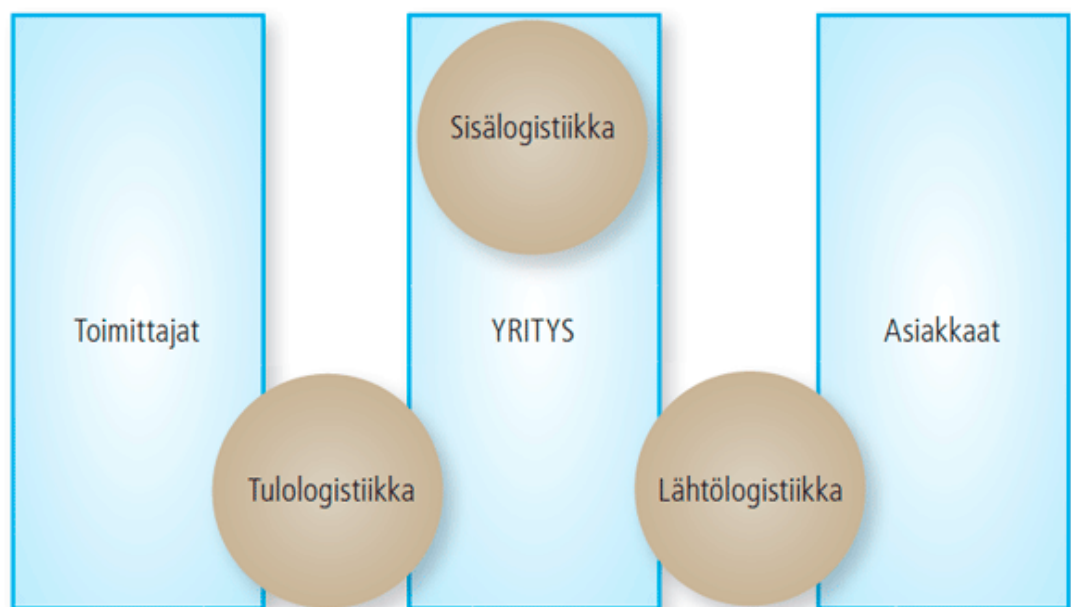 Sisälogistiikka
Toimittajat
YRITYS
Asiakkaat
Tulologistiikka
Lähtölogistiikka